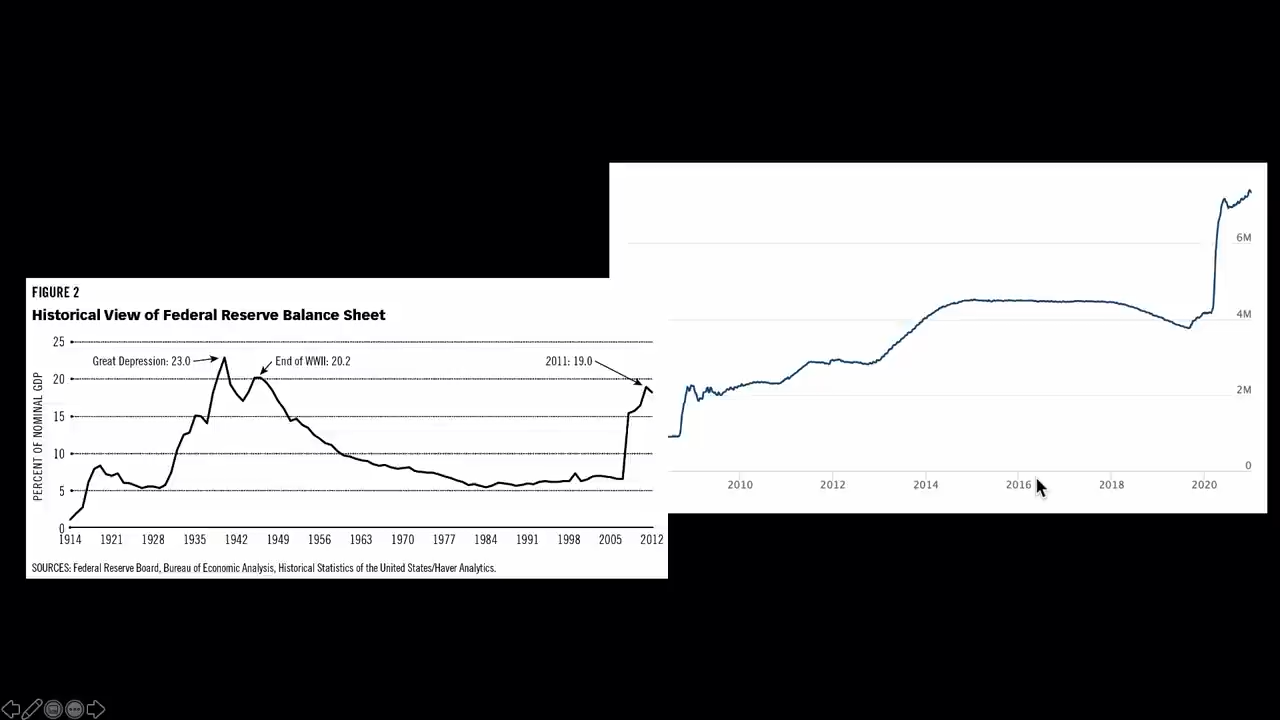 FIGURE 2
Historical View of Federal Reserve Balance Sheet
PERCENT OF NOMINAL GDP
25
20
15
10
5
0
Great Depression: 23.0
End of WWII: 20.2
2011: 19.0
1914 1921 1928 1935 1942 1949 1956 1963 1970 1977 1984 1991 1998 2005 2012
SOURCES: Federal Reserve Board, Bureau of Economic Analysis, Historical Statistics of the United States/Haver Analytics.
6M
4M
2M
0
2010 2012 2014 2016 2018 2020